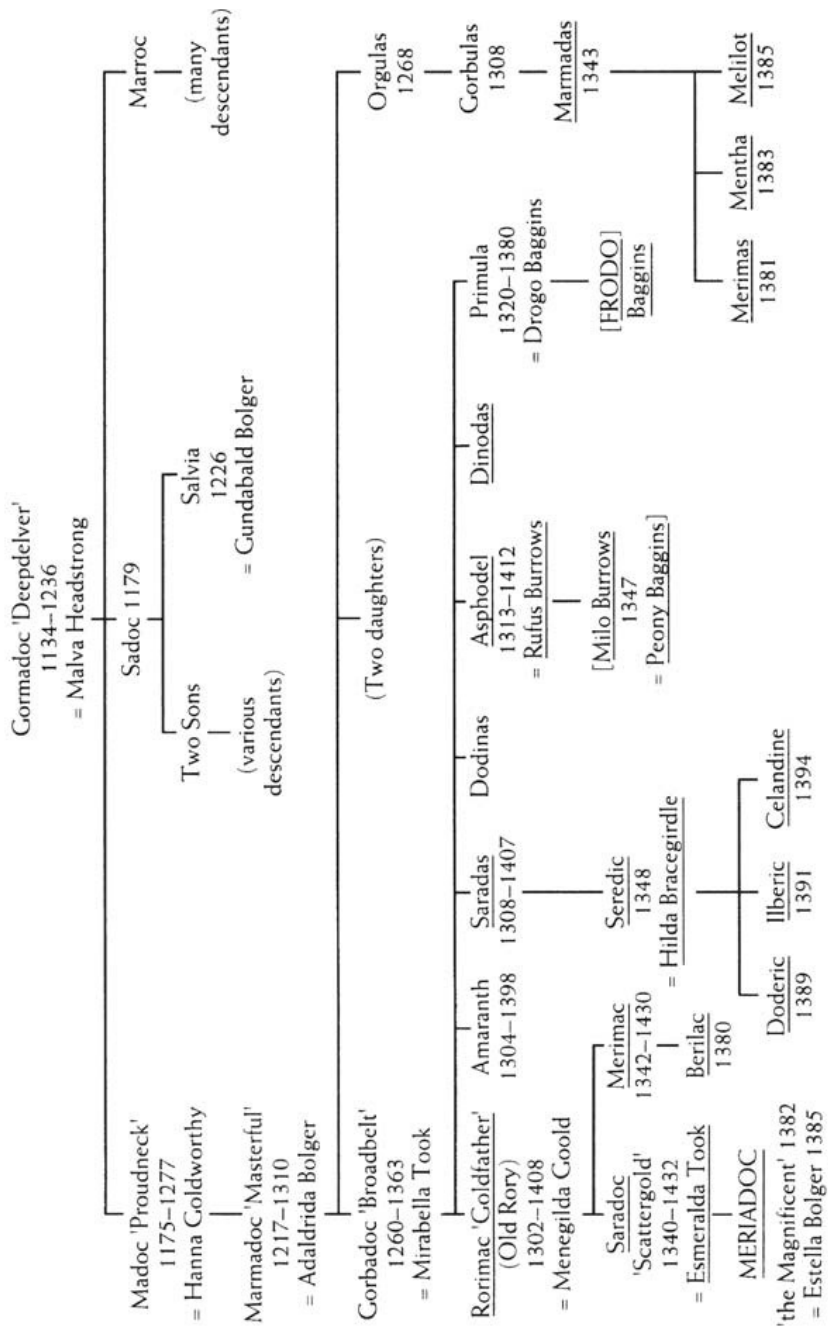 Gormadoc 'Deepdelver'
1134–1236
= Malva Headstrong
Madoc 'Proudneck'
1175–1277
= Hanna Goldworthy
Sadoc 1179
Marroc
(many
descendants)
Two Sons
(various
descendants)
Salvia
1226
= Gundabald Bolger
Marmadoc 'Masterful'
1217–1310
= Adaldrida Bolger
Gorbadoc 'Broadbelt'
1260–1363
= Mirabella Took
(Two daughters)
Orgulas
1268
Gorbulas
1308
Marmadas
1343
Rorimac 'Goldfather'
(Old Rory)
1302–1408
= Menegilda Goold
Amaranth
1304–1398
Saradas
1308–1407
Dodinas
Asphodel
1313–1412
= Rufus Burrows
Dinodas
Primula
1320–1380
= Drogo Baggins
Saradoc
'Scattergold'
1340–1432
= Esmeralda Took
Merimac
1342–1430
Berilac
1380
Seredic
1348
= Hilda Bracegirdle
[Milo Burrows
1347
= Peony Baggins]
[FRODO]
Baggins
MERIADOC
'the Magnificent' 1382
= Estella Bolger 1385
Doderic
1389
Ilberic
1391
Celandine
1394
Merimas
1381
Mentha
1383
Melilot
1385